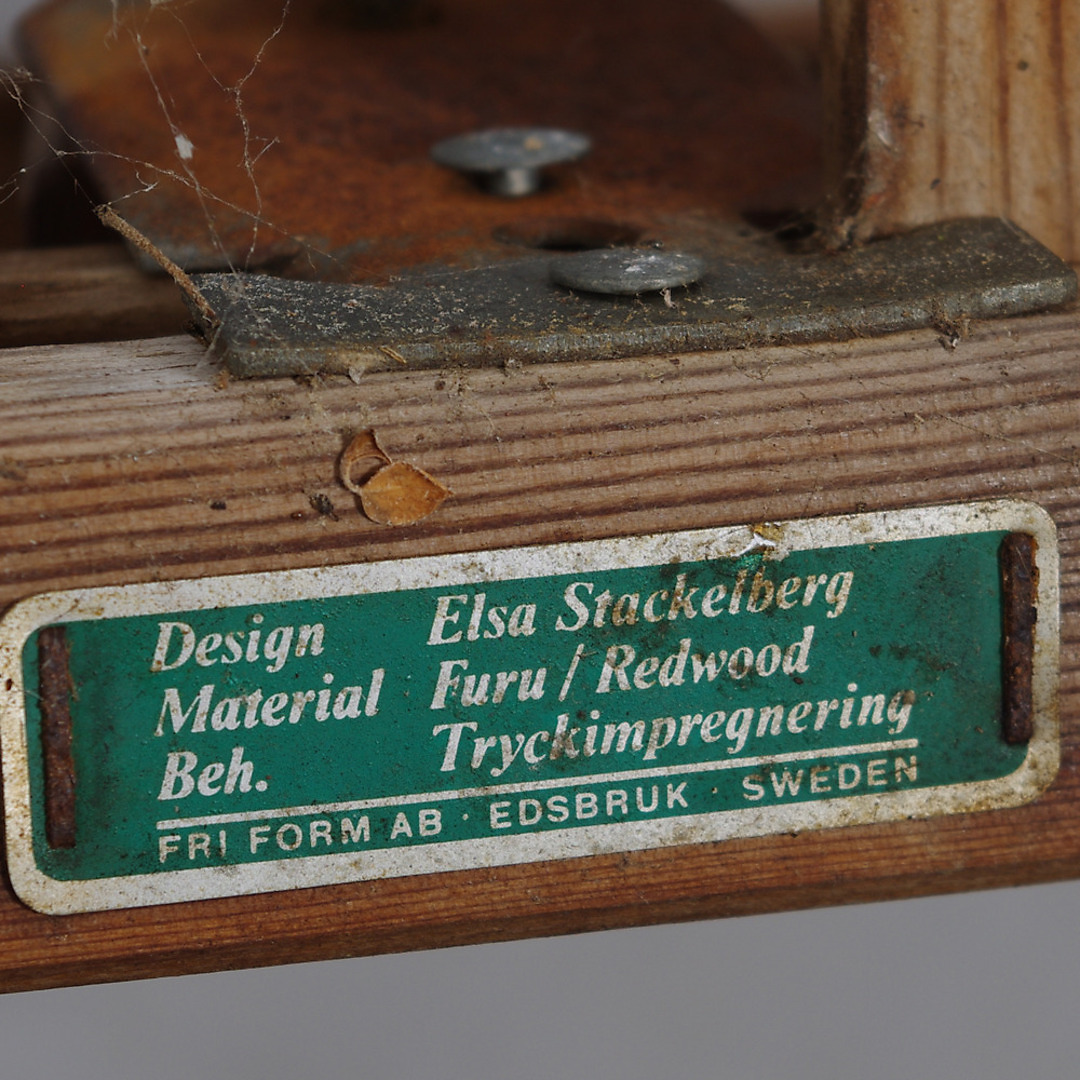 Design Elsa Stackelberg
Material Furu / Redwood
Beh. Tryckimpregnering
FRI FORM AB · EDSBRUK · SWEDEN